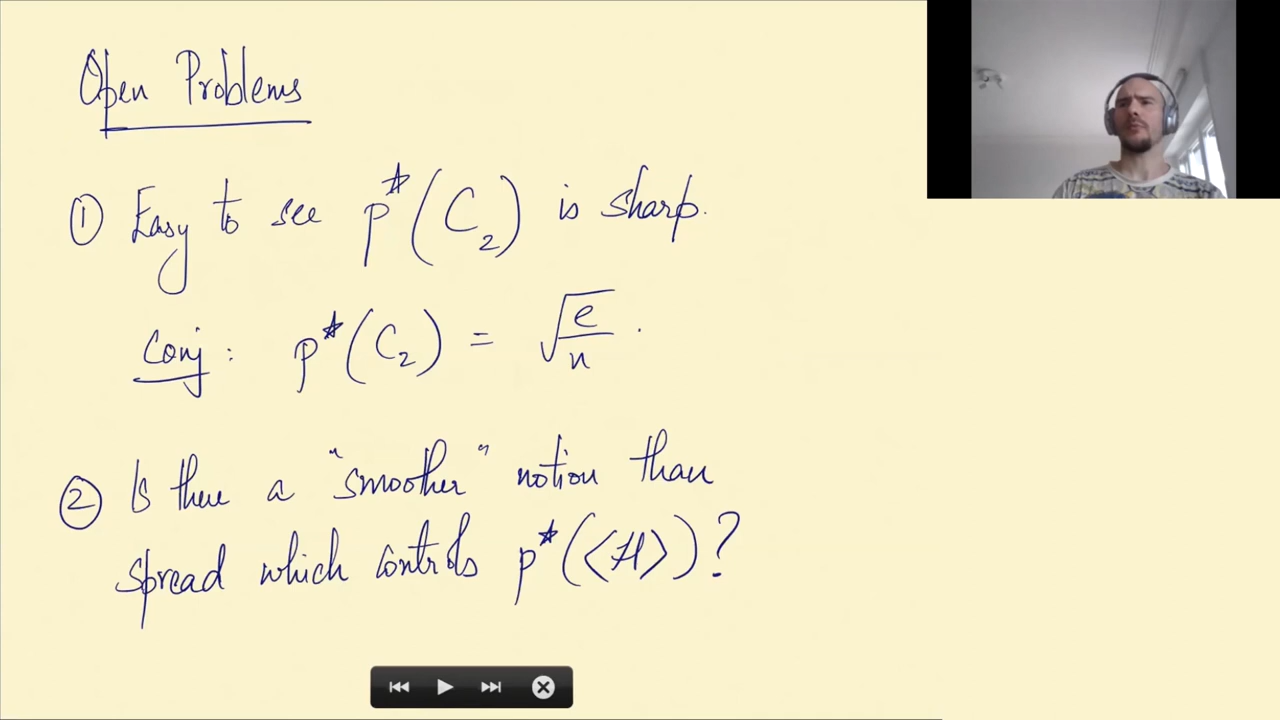 Open Problems
① Easy to see p*(C₂) is sharp.
Conj: p*(C₂) = √(e/n).
② Is there a "smoother" notion than
spread which controls p*(⟨H⟩)?